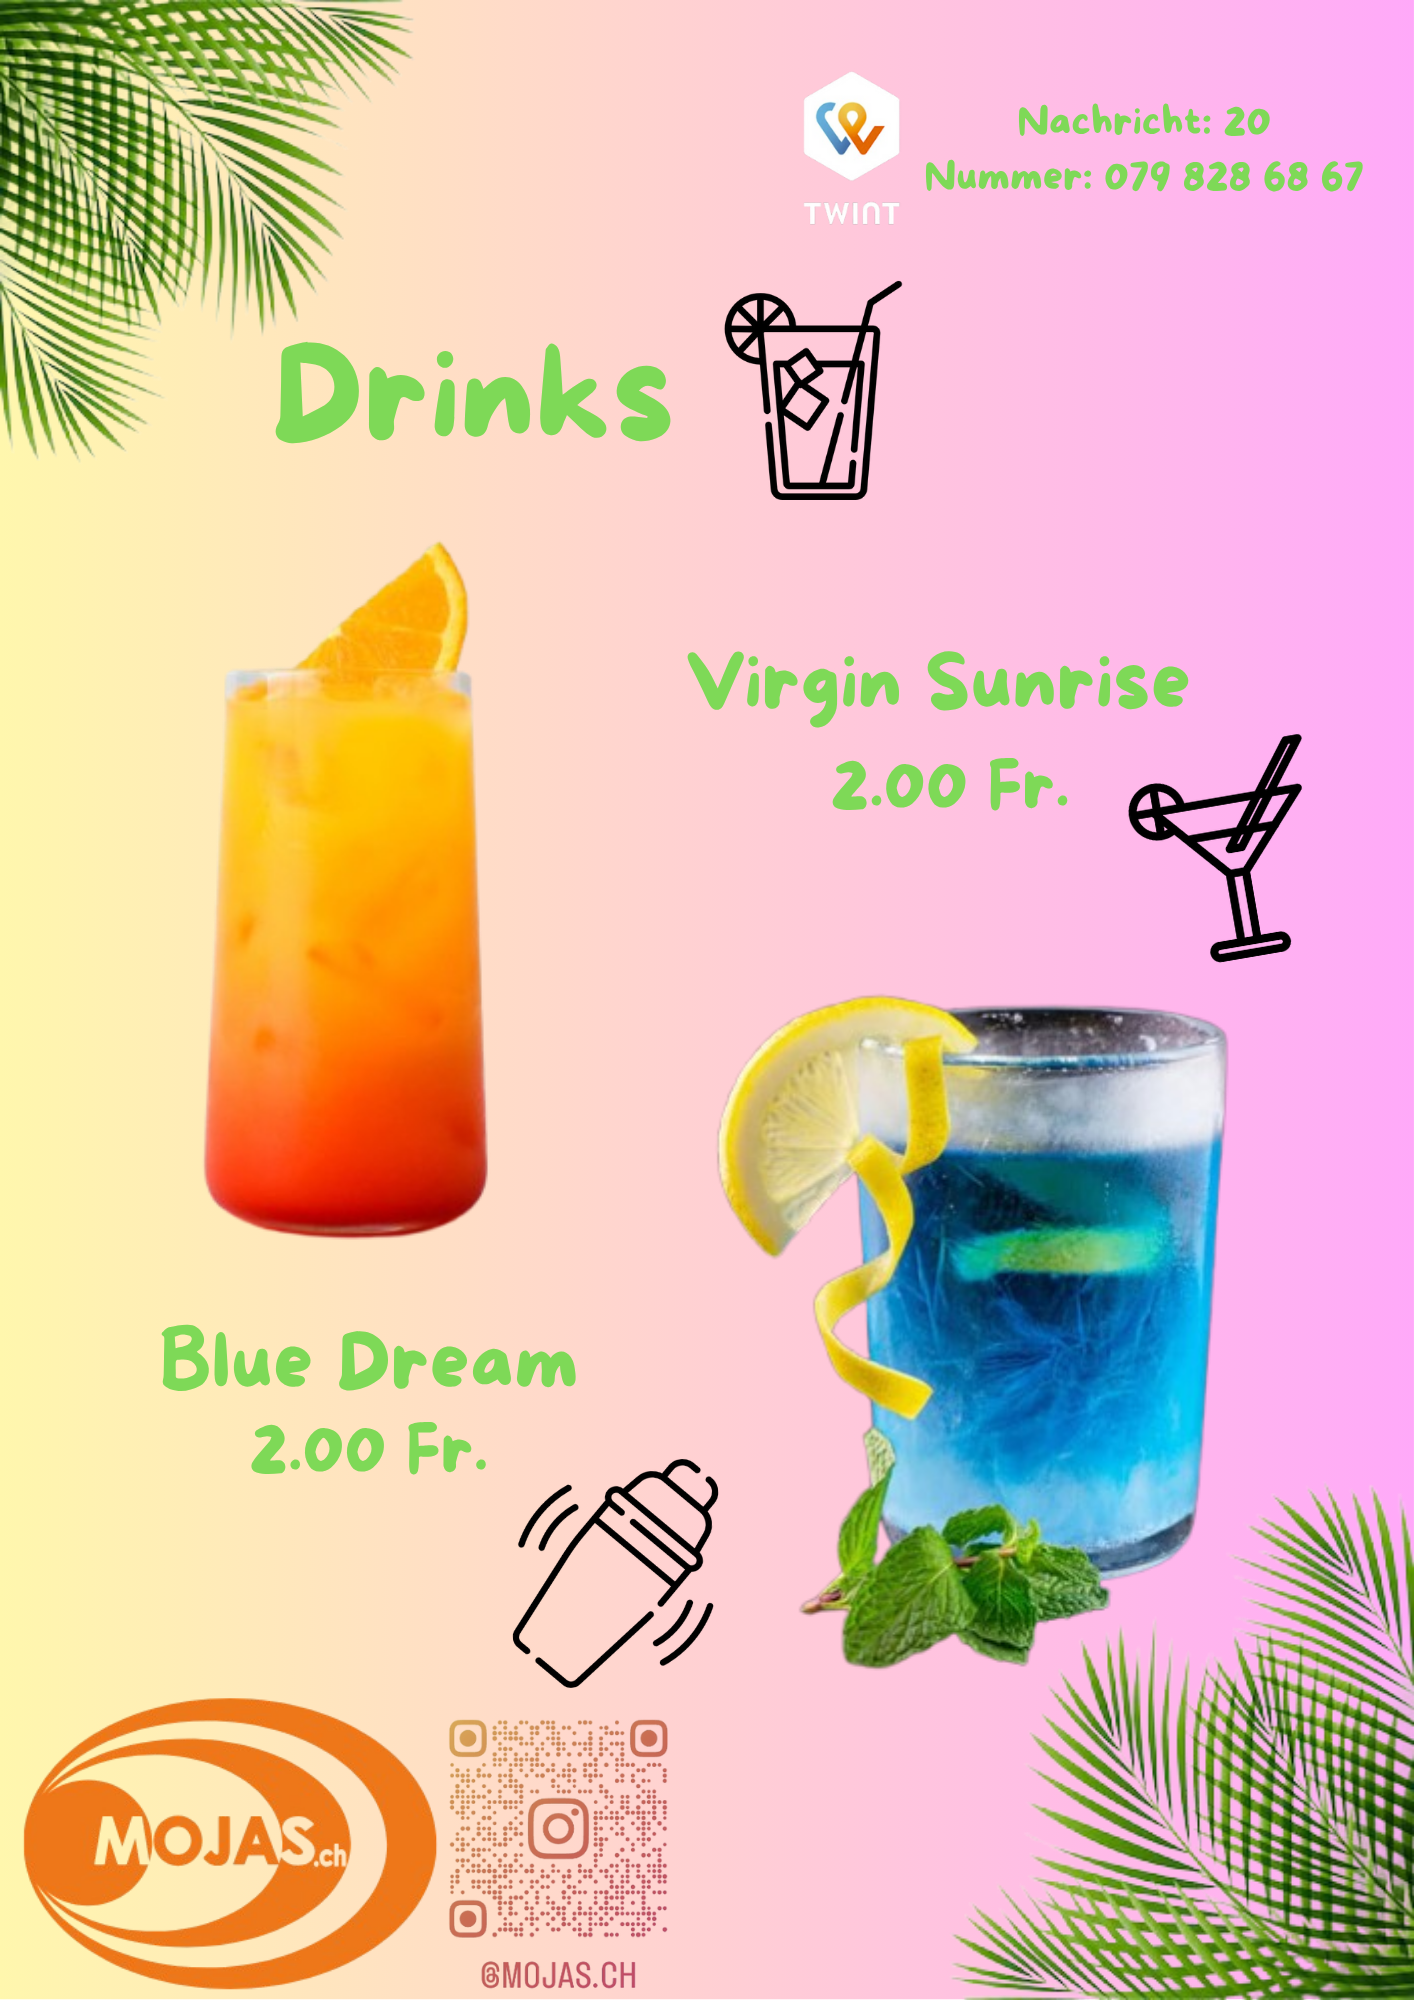 TWINT
Nachricht: 20
Nummer: 079 828 68 67
Drinks
Virgin Sunrise
2.00 Fr.
Blue Dream
2.00 Fr.
MOJAS.ch
@MOJAS.CH